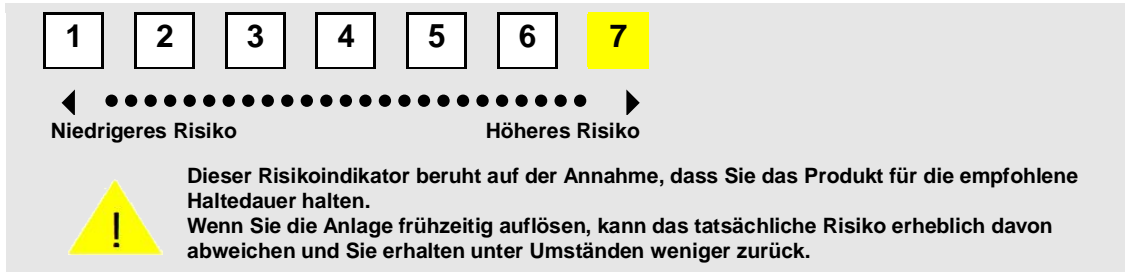 1 2 3 4 5 6 7
Niedrigeres Risiko Höheres Risiko
Dieser Risikoindikator beruht auf der Annahme, dass Sie das Produkt für die empfohlene
Haltedauer halten.
Wenn Sie die Anlage frühzeitig auflösen, kann das tatsächliche Risiko erheblich davon
abweichen und Sie erhalten unter Umständen weniger zurück.
!